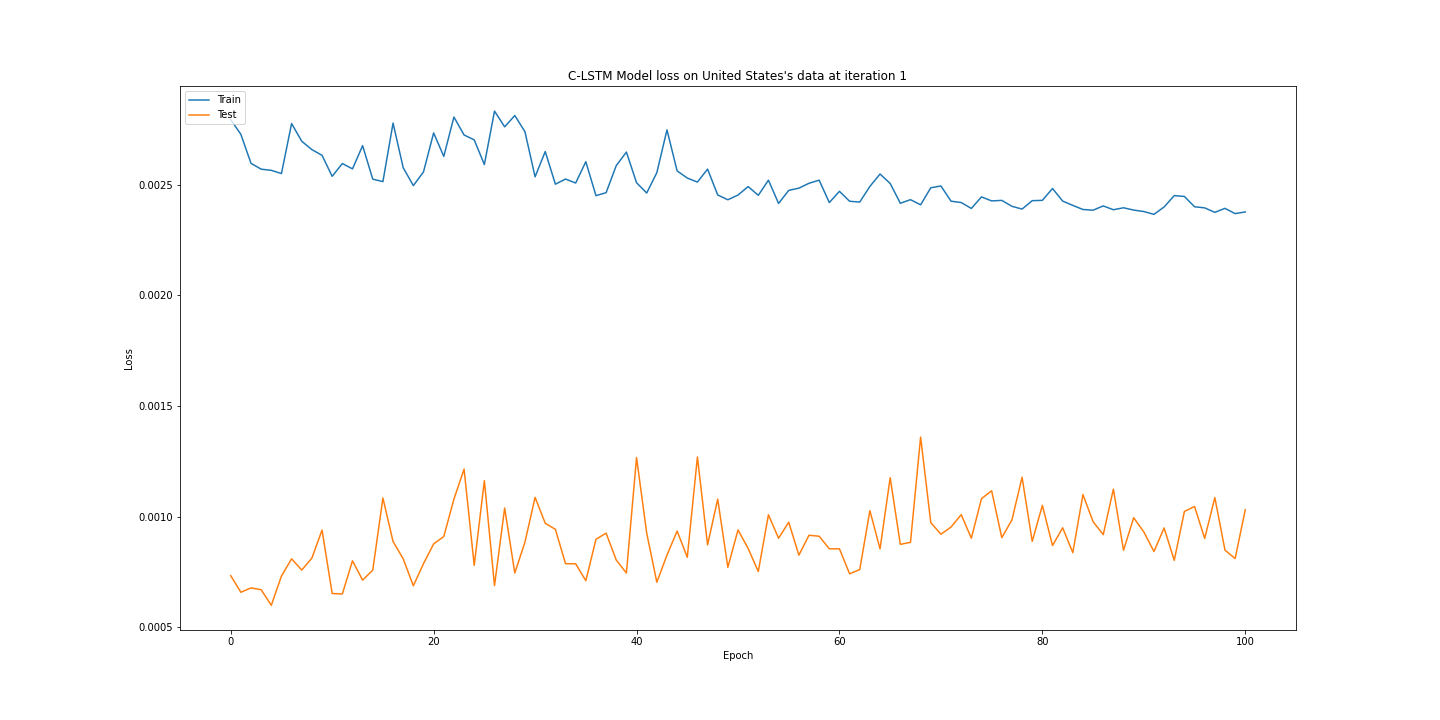 C-LSTM Model loss on United States's data at iteration 1
Train
Test
0.0025
0.0020
0.0015
0.0010
0.0005
Loss
0 20 40 60 80 100
Epoch